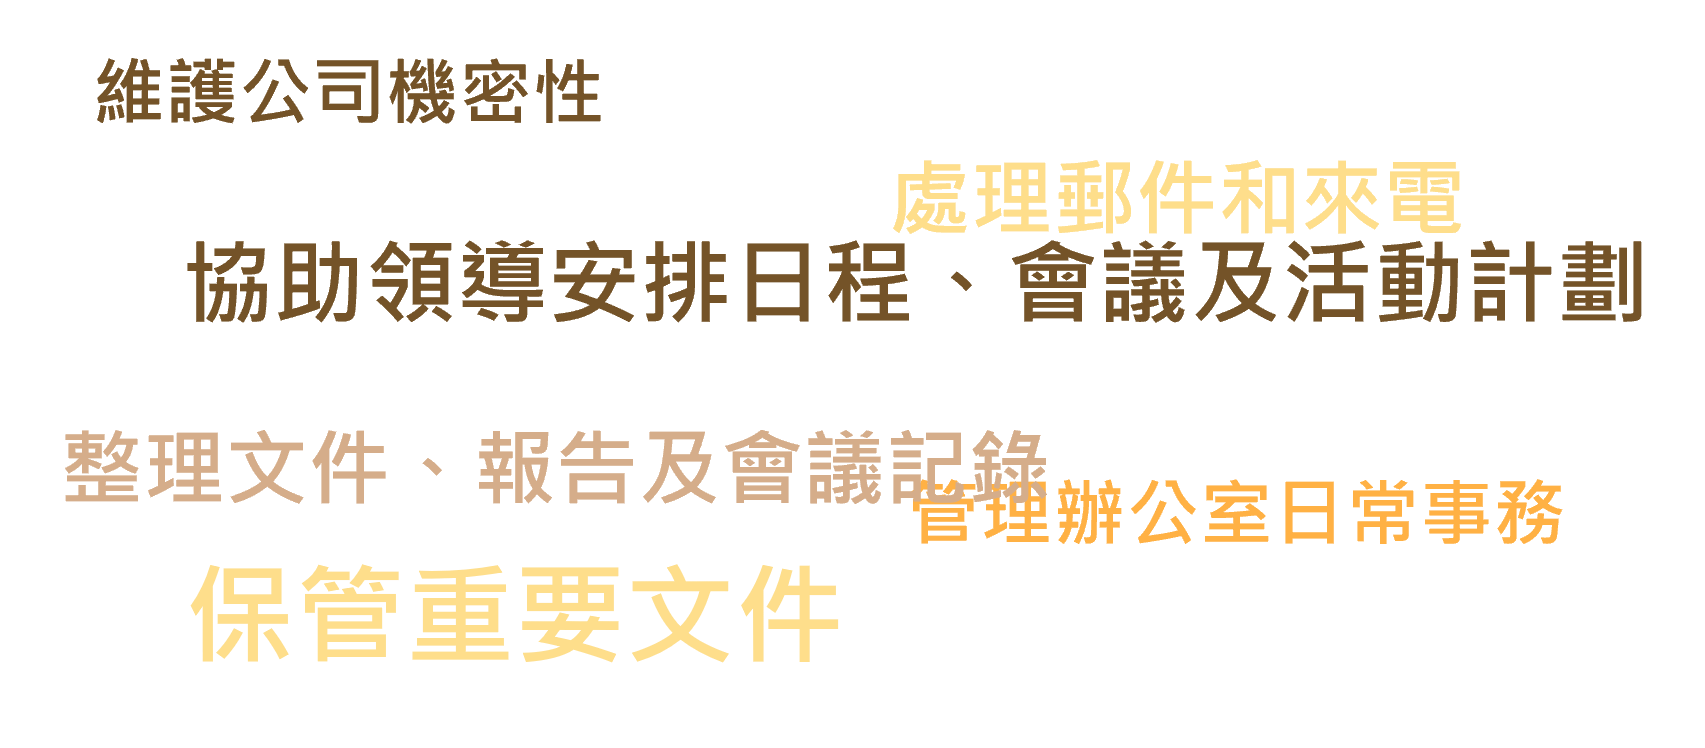 維護公司機密性
處理郵件和來電
協助領導安排日程、會議及活動計劃
整理文件、報告及會議記錄
管理辦公室日常事務
保管重要文件